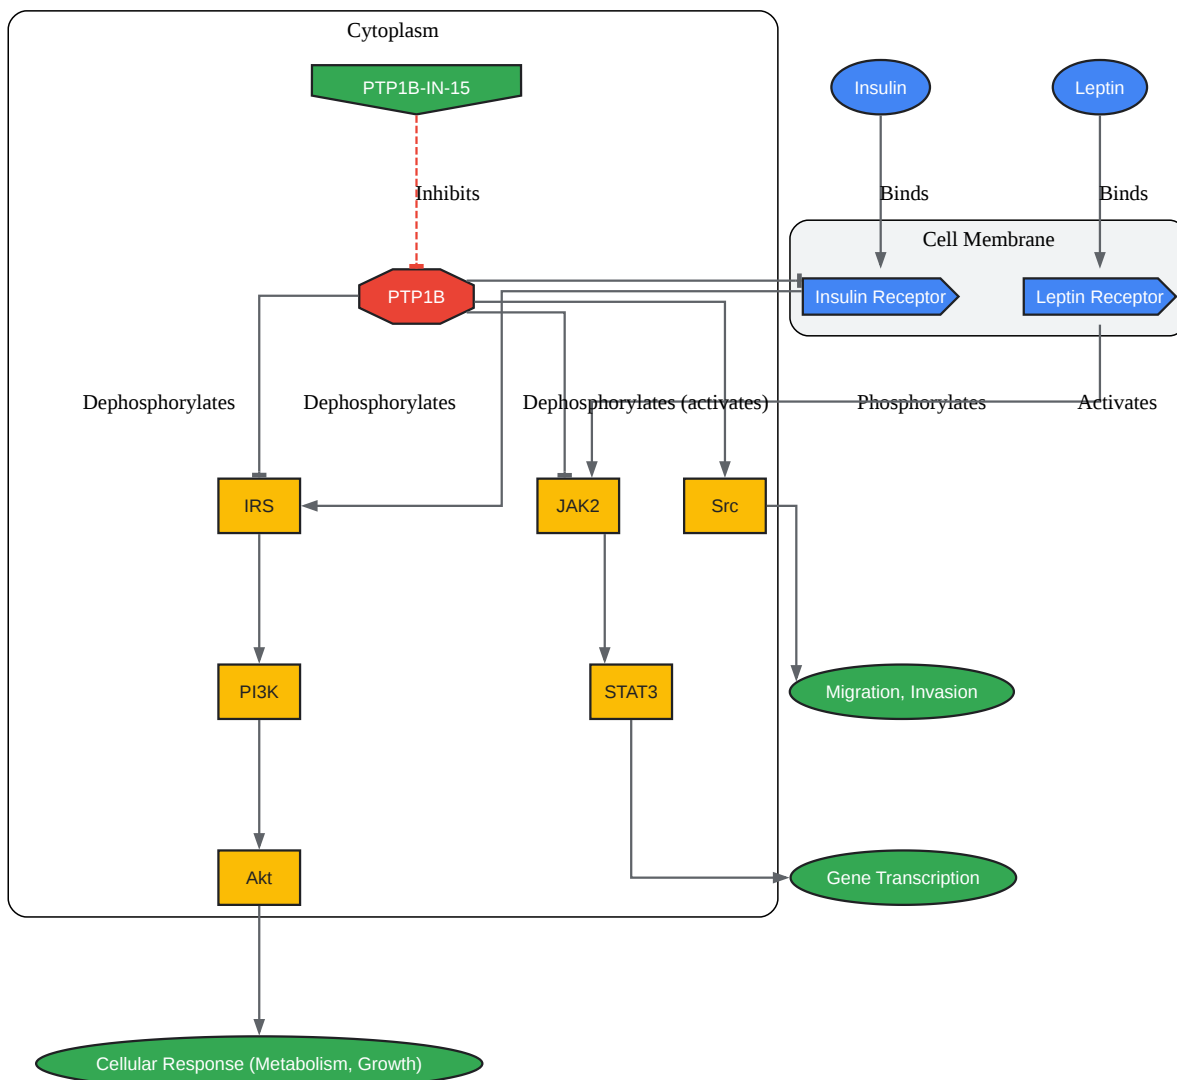 Cytoplasm
PTP1B-IN-15
Insulin
Leptin
Inhibits
Binds
Binds
Cell Membrane
PTP1B
Insulin Receptor
Leptin Receptor
Dephosphorylates
Dephosphorylates
Dephosphorylates (activates)
Phosphorylates
Activates
IRS
JAK2
Src
PI3K
STAT3
Migration, Invasion
Akt
Gene Transcription
Cellular Response (Metabolism, Growth)